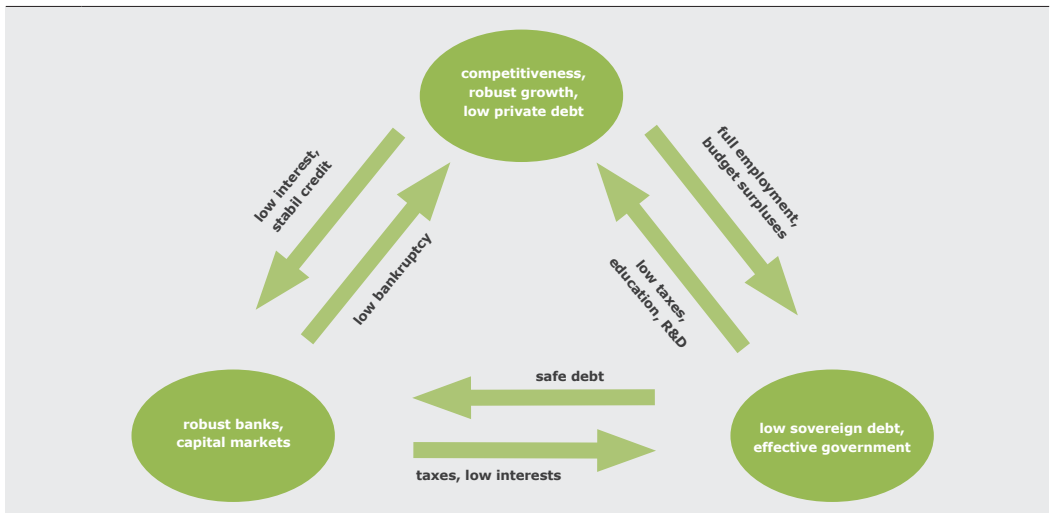 competitiveness,
robust growth,
low private debt
low interest,
stabil credit
low bankruptcy
full employment,
budget surpluses
low taxes,
education, R&D
safe debt
robust banks,
capital markets
taxes, low interests
low sovereign debt,
effective government